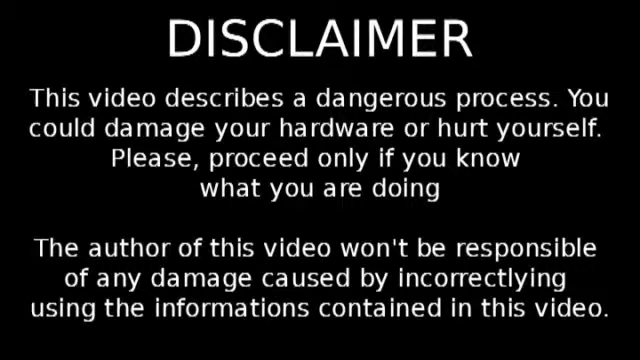 DISCLAIMER
This video describes a dangerous process. You
could damage your hardware or hurt yourself.
Please, proceed only if you know
what you are doing
The author of this video won't be responsible
of any damage caused by incorrectlying
using the informations contained in this video.